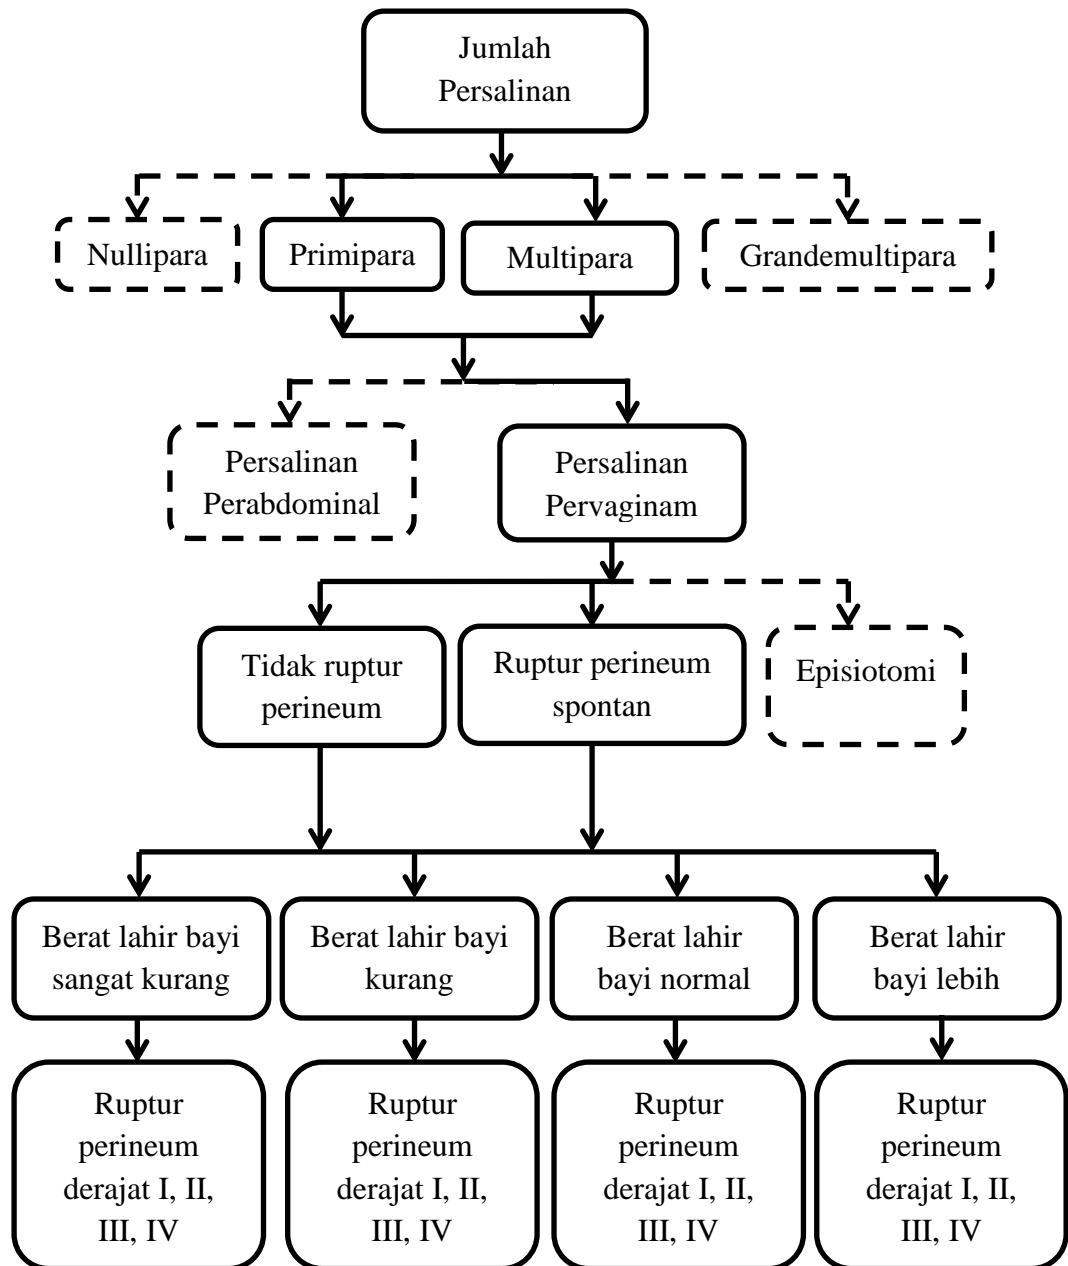 Jumlah
Persalinan
Nullipara
Primipara
Multipara
Grandemultipara
Persalinan
Perabdominal
Persalinan
Pervaginam
Tidak ruptur
perineum
Ruptur perineum
spontan
Episiotomi
Berat lahir bayi
sangat kurang
Berat lahir bayi
kurang
Berat lahir
bayi normal
Berat lahir
bayi lebih
Ruptur
perineum
derajat I, II,
III, IV
Ruptur
perineum
derajat I, II,
III, IV
Ruptur
perineum
derajat I, II,
III, IV
Ruptur
perineum
derajat I, II,
III, IV